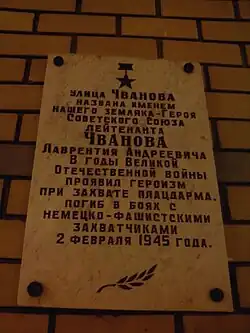 улица Чванова
названа именем
нашего земляка-Героя
Советского Союза
лейтенанта
Чванова
Лаврентия Андреевича
В годы Великой
Отечественной войны
проявил героизм
при захвате плацдарма.
погиб в боях с
немецко-фашистскими
захватчиками
2 февраля 1945 года.